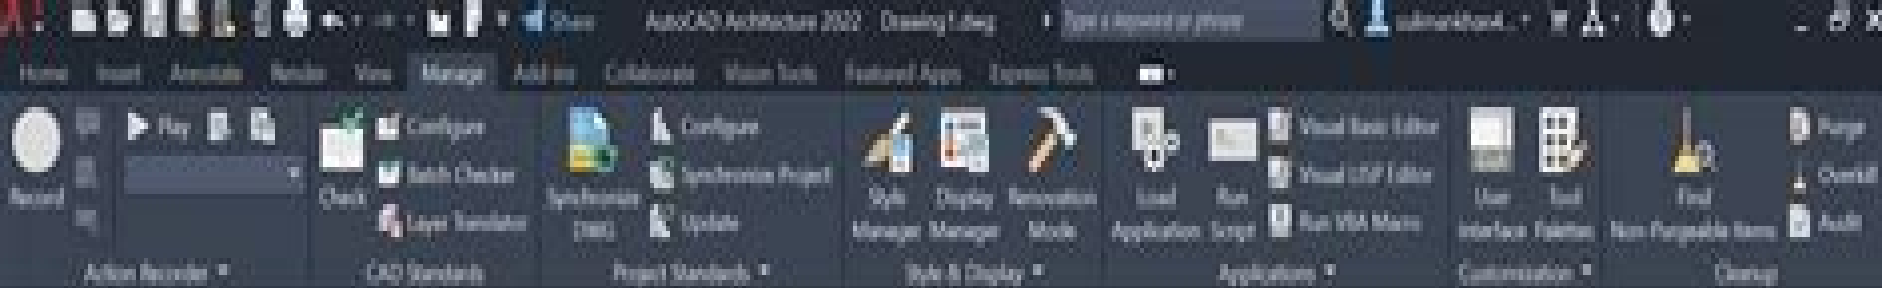 Share AutoCAD Architecture 2022 Drawing1.dwg Type a keyword or phrase
Home Insert Annotate Render View Manage Add-ins Collaborate Vision Tools Featured Apps Express Tools
Play Configure Configure Visual Basic Editor Purge
Batch Checker Synchronize Project Visual LISP Editor Overkill
Record Check Synchronize Style Display Renovation Load Run User Tool Find
DWG Layer Translator Update Manager Manager Mode Application Script Run VBA Macro Interface Palettes Non-Purgeable Items Audit
Action Recorder CAD Standards Project Standards Style & Display Applications Customization Cleanup